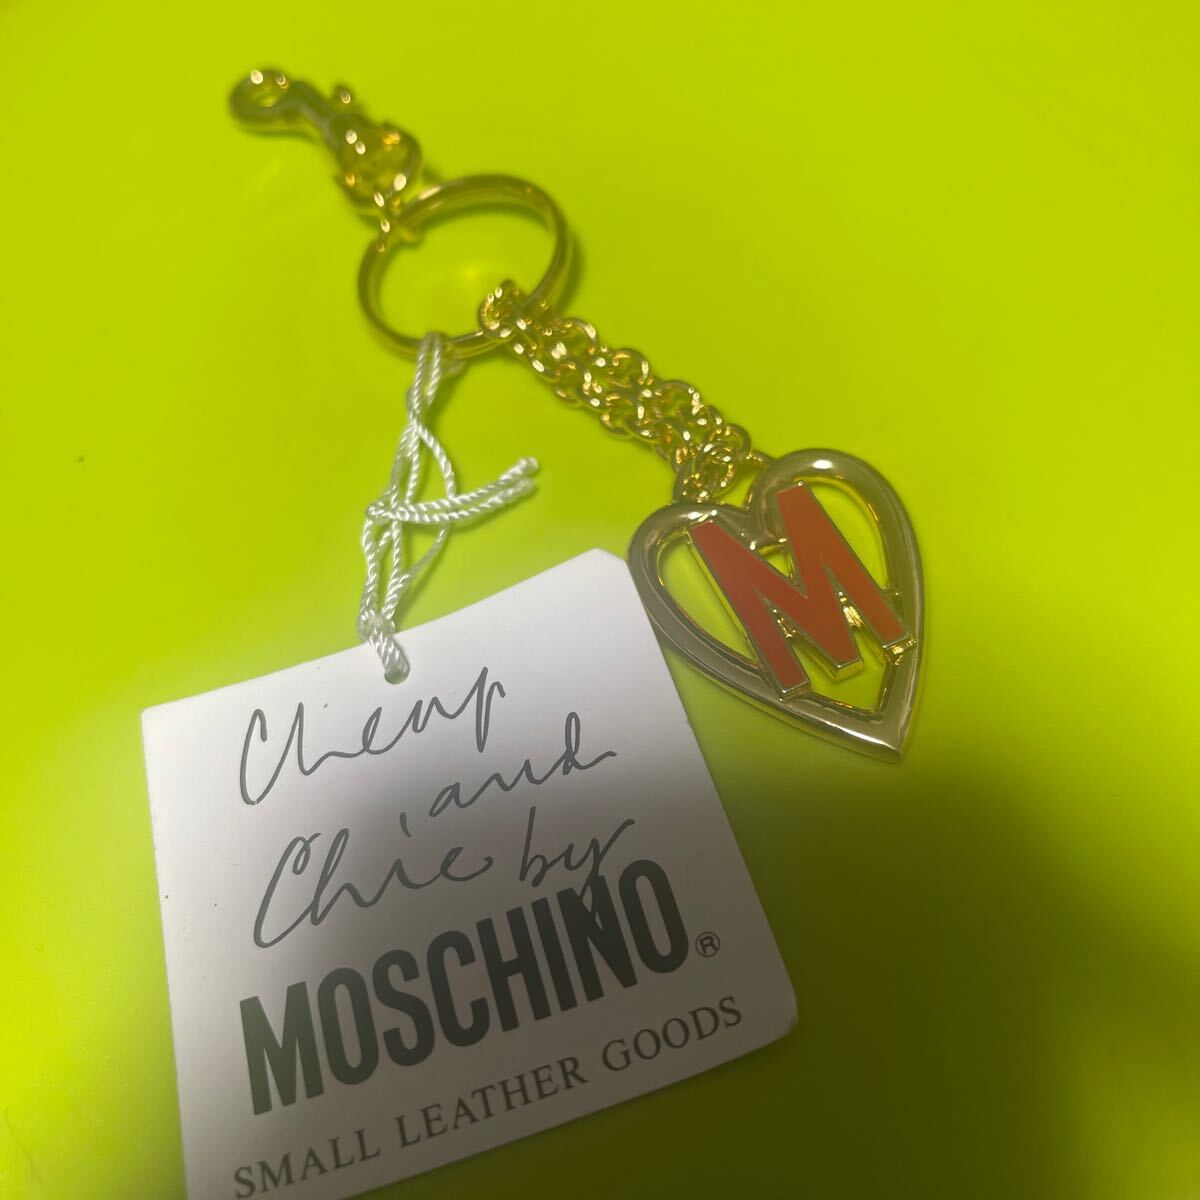 M
Cheap
and
Chic by
MOSCHINO®
SMALL LEATHER GOODS